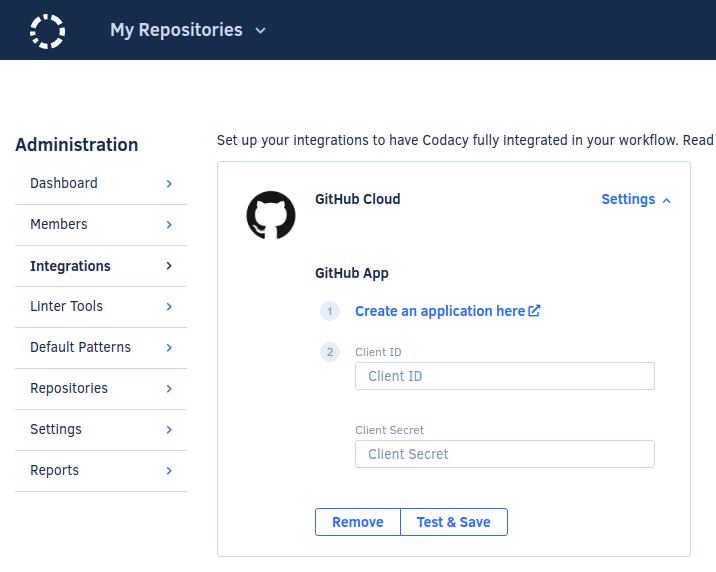 My Repositories
Administration
Dashboard
Members
Integrations
Linter Tools
Default Patterns
Repositories
Settings
Reports
Set up your integrations to have Codacy fully integrated in your workflow. Read
GitHub Cloud
Settings
GitHub App
1 Create an application here
2 Client ID
Client ID
Client Secret
Client Secret
Remove Test & Save